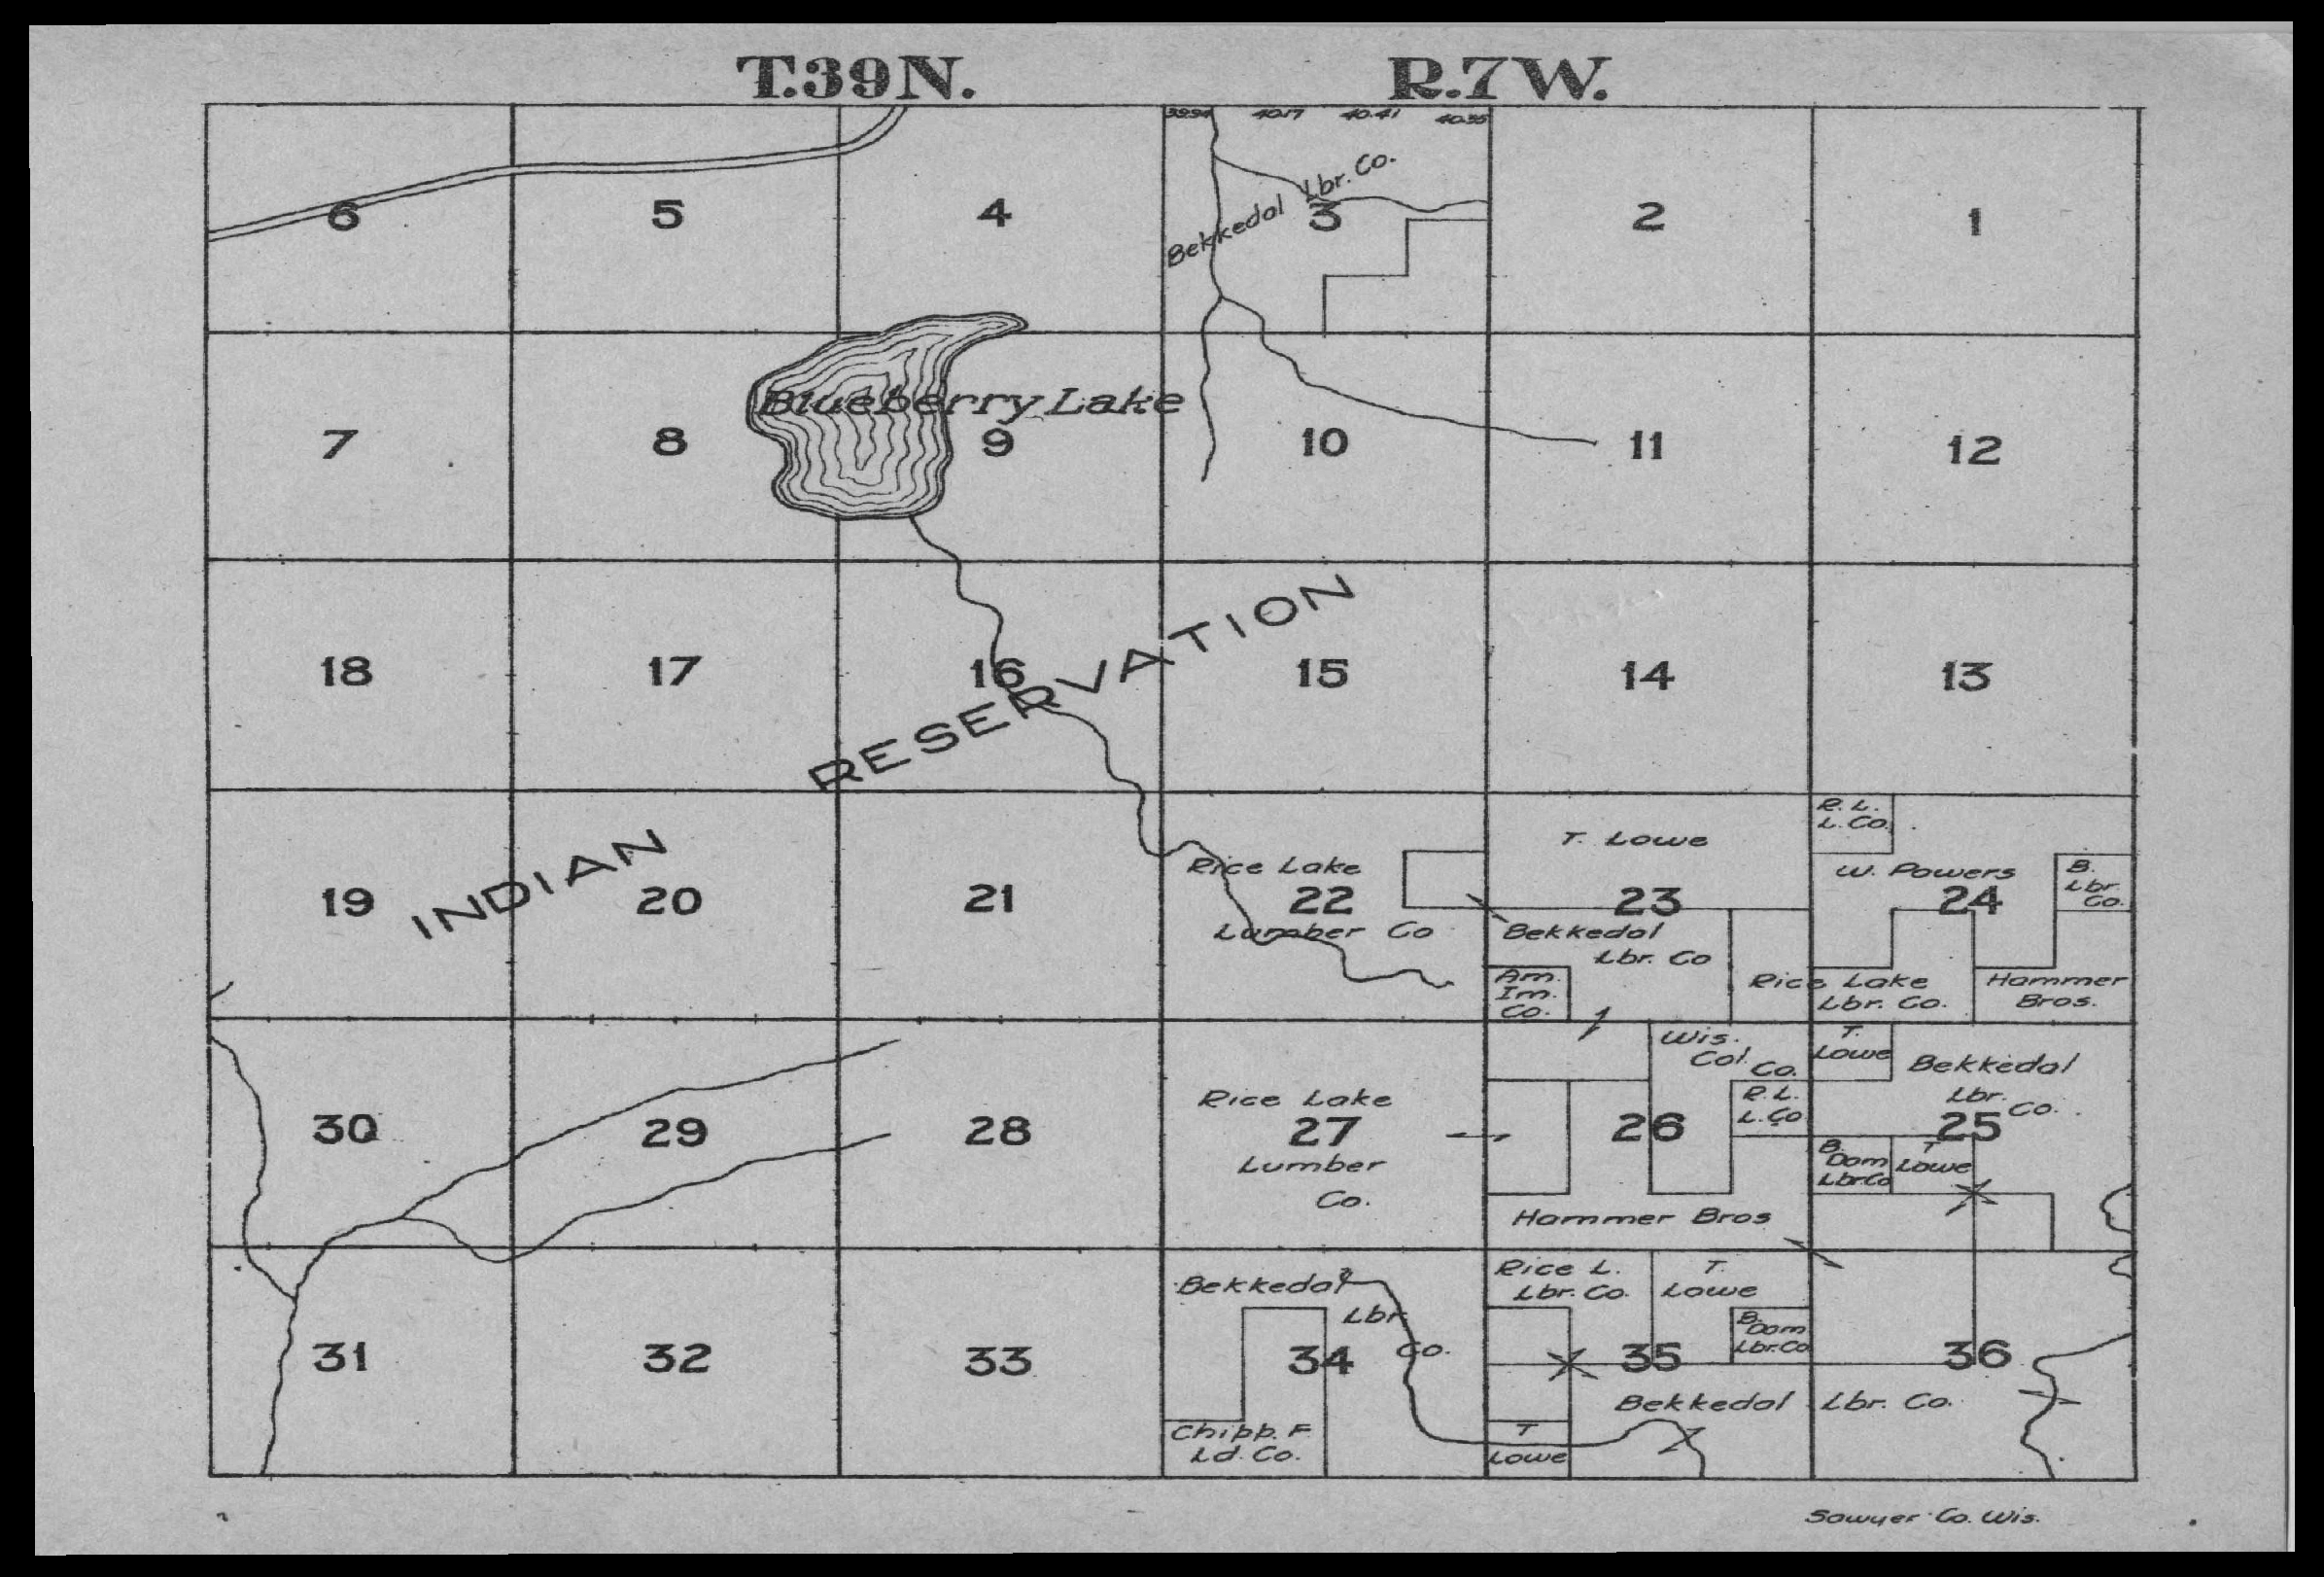 T.39N. R.7W.
39.94 40.17 40.41
Bekkedal Lbr. Co.
6 5 4 3 2 1
Blueberry Lake
7 8 9 10 11 12
INDIAN RESERVATION
18 17 16 15 14 13
R. L.
L. Co.
T. Lowe
Rice Lake
W. Powers
B.
Lbr.
Co.
19 20 21 22 23 24
Lumber Co
Bekkedal
Lbr. Co
Am.
Im.
Co.
Rice Lake
Lbr. Co.
Hammer
Bros.
Wis.
Col.
Co.
T.
Lowe
Bekkedal
Lbr.
Co.
Rice Lake
R. L.
L. Co
30 29 28 27 26 25
Lumber
Co.
B.
Dam
Lbr. Co
T
Lowe
Hammer Bros
Bekkedal
Lbr
Co.
Rice L.
Lbr. Co.
T.
Lowe
B.
Dam
Lbr. Co
31 32 33 34 35 36
Bekkedal Lbr. Co.
Chipp. F
Ld. Co.
T
Lowe
Sawyer Co. Wis.